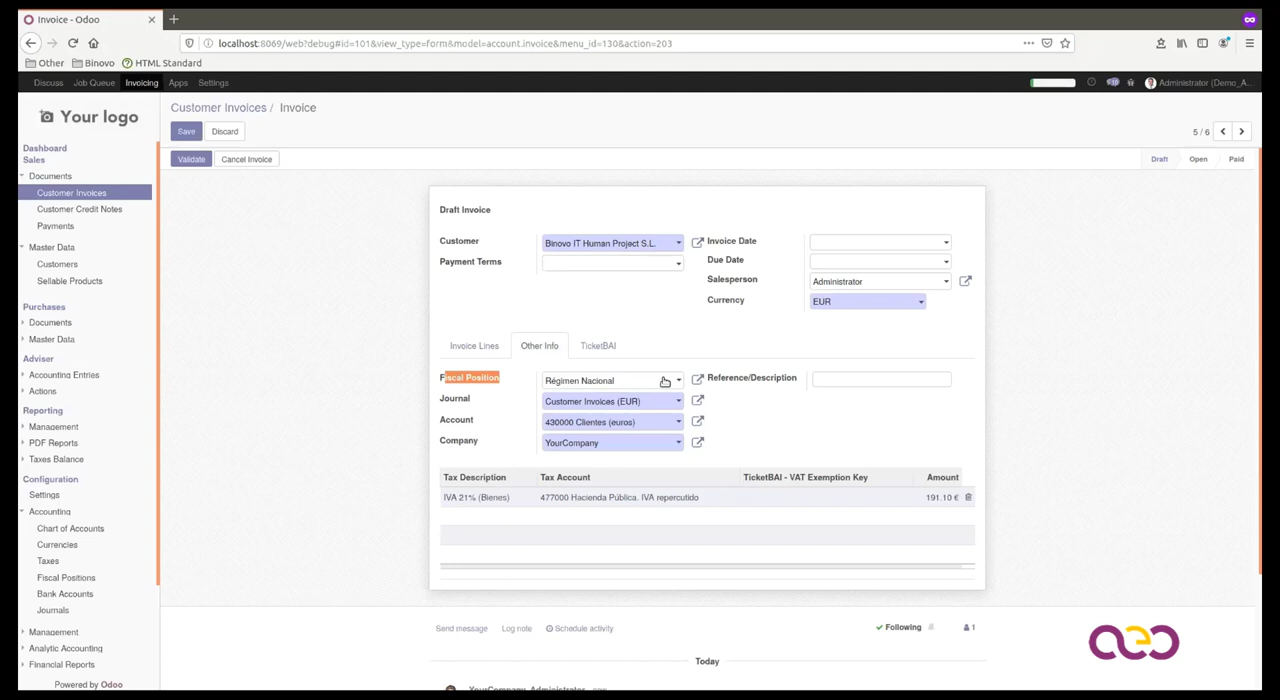 Invoice - Odoo
localhost:8069/web?debug#id=101&view_type=form&model=account.invoice&menu_id=130&action=203
Other Binovo HTML Standard
Discuss Job Queue Invoicing Apps Settings Administrator (Demo_A...
Your logo
Customer Invoices / Invoice
Save Discard 5 / 6
Validate Cancel Invoice Draft Open Paid
Dashboard
Sales
Documents
Customer Invoices
Customer Credit Notes
Payments
Master Data
Customers
Sellable Products
Purchases
Documents
Master Data
Adviser
Accounting Entries
Actions
Reporting
Management
PDF Reports
Taxes Balance
Configuration
Settings
Accounting
Chart of Accounts
Currencies
Taxes
Fiscal Positions
Bank Accounts
Journals
Management
Analytic Accounting
Financial Reports
Powered by Odoo
Draft Invoice
Customer Binovo IT Human Project S.L. Invoice Date
Payment Terms Due Date
Salesperson Administrator
Currency EUR
Invoice Lines Other Info TicketBAI
Fiscal Position Régimen Nacional Reference/Description
Journal Customer Invoices (EUR)
Account 430000 Clientes (euros)
Company YourCompany
Tax Description Tax Account TicketBAI - VAT Exemption Key Amount
IVA 21% (Bienes) 477000 Hacienda Pública. IVA repercutido 191.10 €
Send message Log note Schedule activity Following 1
Today
YourCompany, Administrator